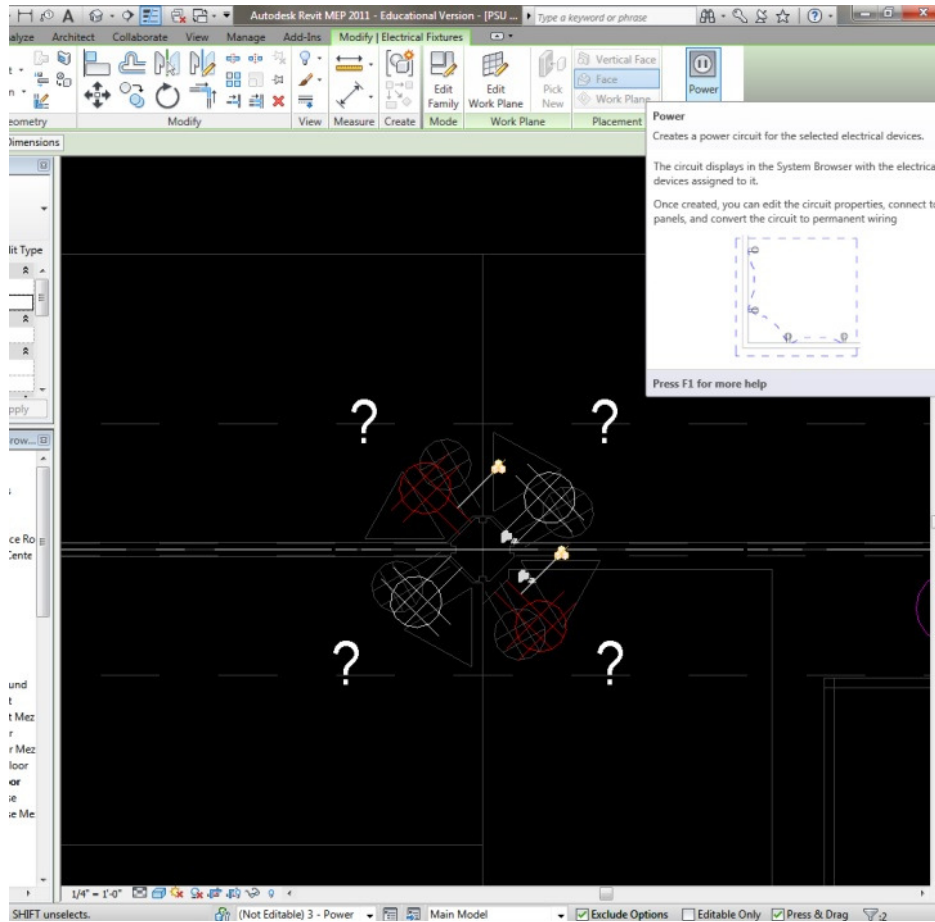 Autodesk Revit MEP 2011 - Educational Version - [PSU ... Type a keyword or phrase
alyze Architect Collaborate View Manage Add-Ins Modify | Electrical Fixtures
Edit Family
Edit Work Plane
Pick New
Vertical Face
Face
Work Plane
Power
eometry Modify View Measure Create Mode Work Plane Placement
Dimensions
Power
Creates a power circuit for the selected electrical devices.
The circuit displays in the System Browser with the electrica
devices assigned to it.
Once created, you can edit the circuit properties, connect to
panels, and convert the circuit to permanent wiring
Press F1 for more help
lit Type
pply
row...
ce Ro
Cente
? ?
? ?
und
t
t Mez
r
r Mez
loor
or
se
se Me
1/4" = 1'-0"
SHIFT unselects. (Not Editable) 3 - Power Main Model Exclude Options Editable Only Press & Drag :2